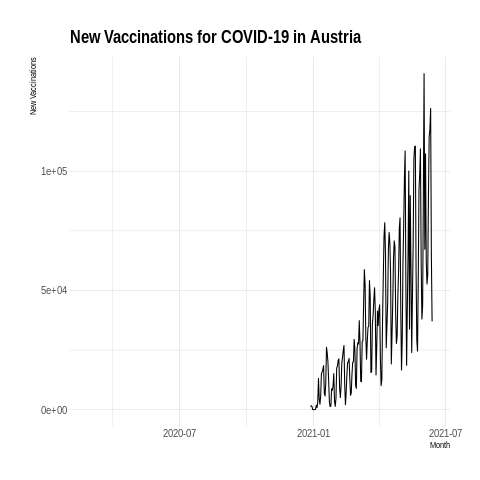 New Vaccinations for COVID-19 in Austria
New Vaccinations
1e+05
5e+04
0e+00
2020-07
2021-01
2021-07
Month